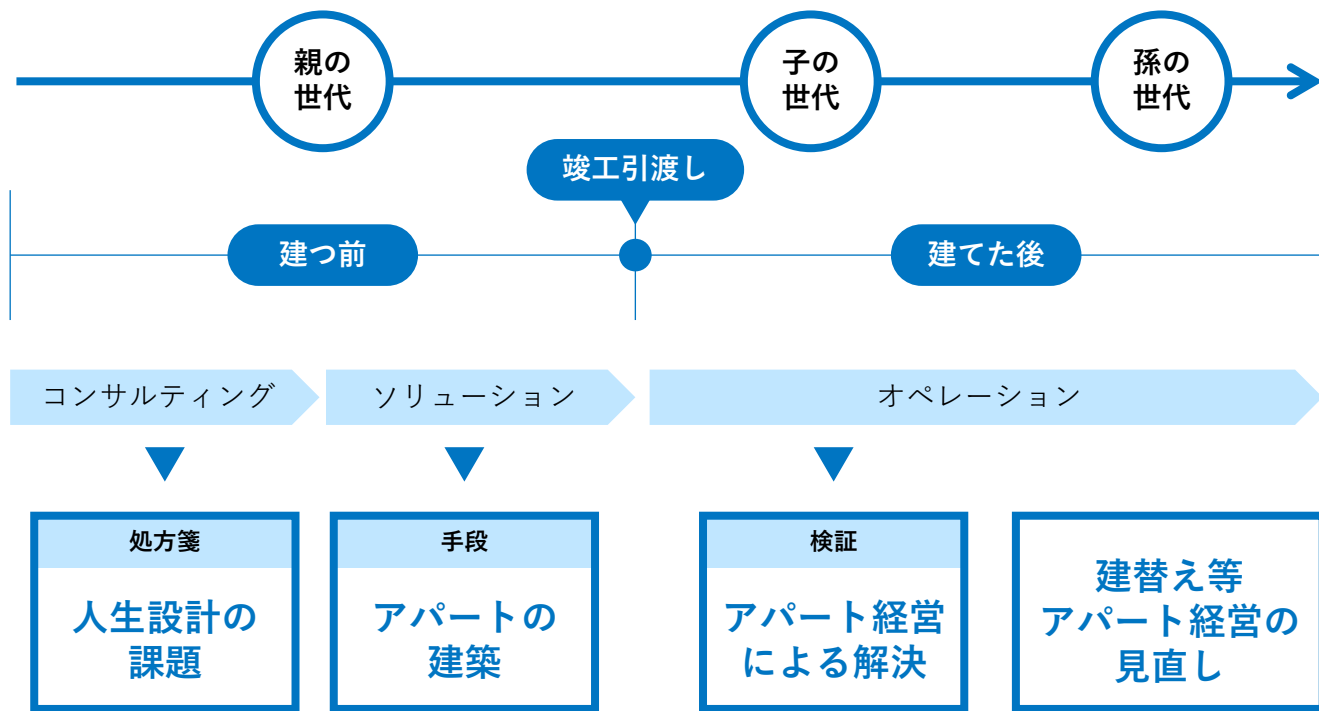 親の
世代
子の
世代
孫の
世代
竣工引渡し
建つ前
建てた後
コンサルティング
ソリューション
オペレーション
処方箋
人生設計の
課題
手段
アパートの
建築
検証
アパート経営
による解決
建替え等
アパート経営の
見直し